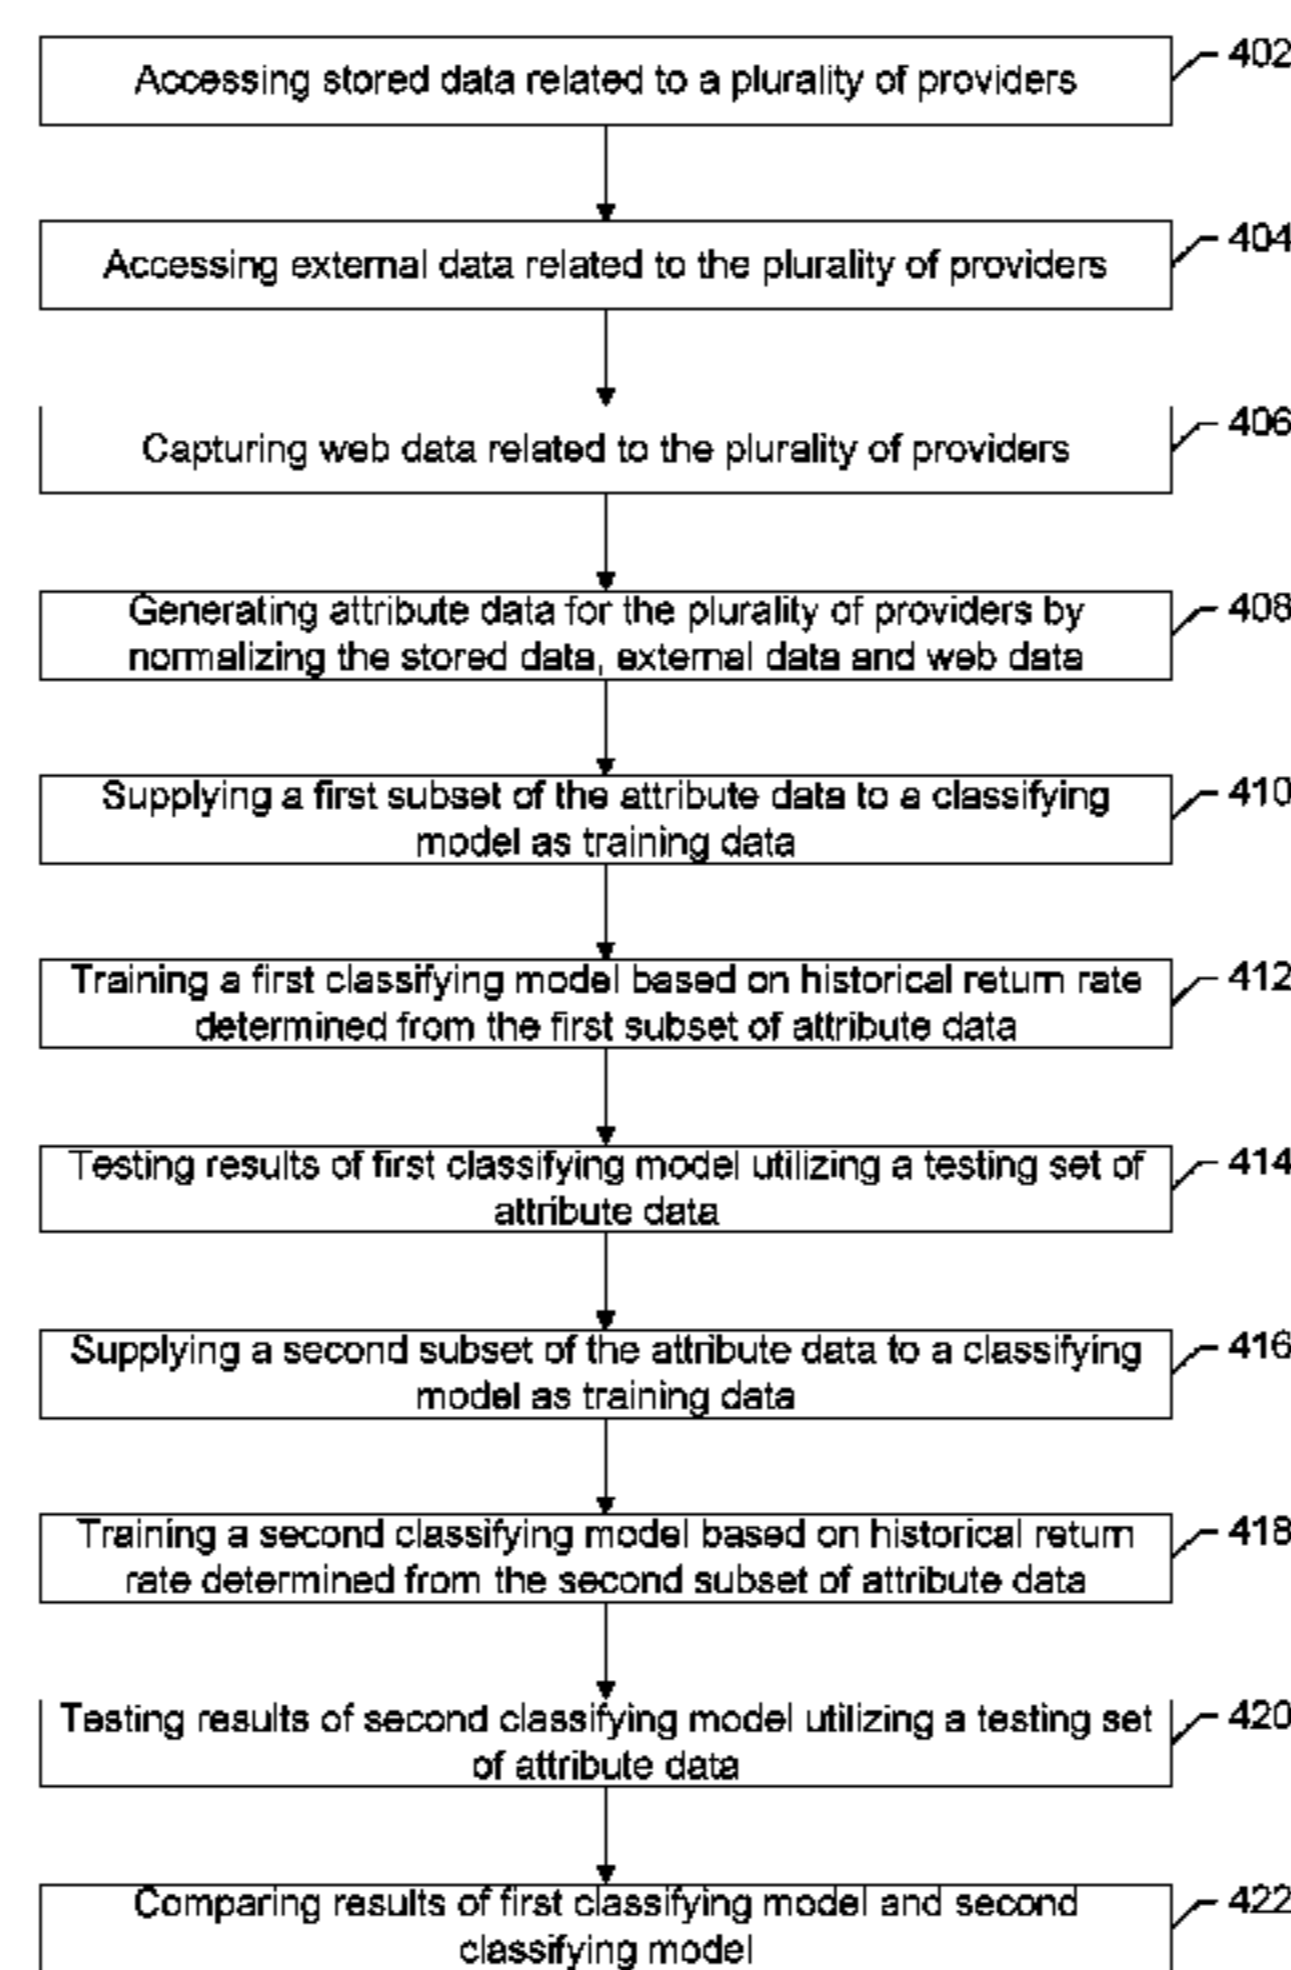 Accessing stored data related to a plurality of providers
402
Accessing external data related to the plurality of providers
404
Capturing web data related to the plurality of providers
406
Generating attribute data for the plurality of providers by
normalizing the stored data, external data and web data
408
Supplying a first subset of the attribute data to a classifying
model as training data
410
Training a first classifying model based on historical return rate
determined from the first subset of attribute data
412
Testing results of first classifying model utilizing a testing set of
attribute data
414
Supplying a second subset of the attribute data to a classifying
model as training data
416
Training a second classifying model based on historical return
rate determined from the second subset of attribute data
418
Testing results of second classifying model utilizing a testing set
of attribute data
420
Comparing results of first classifying model and second
classifying model
422